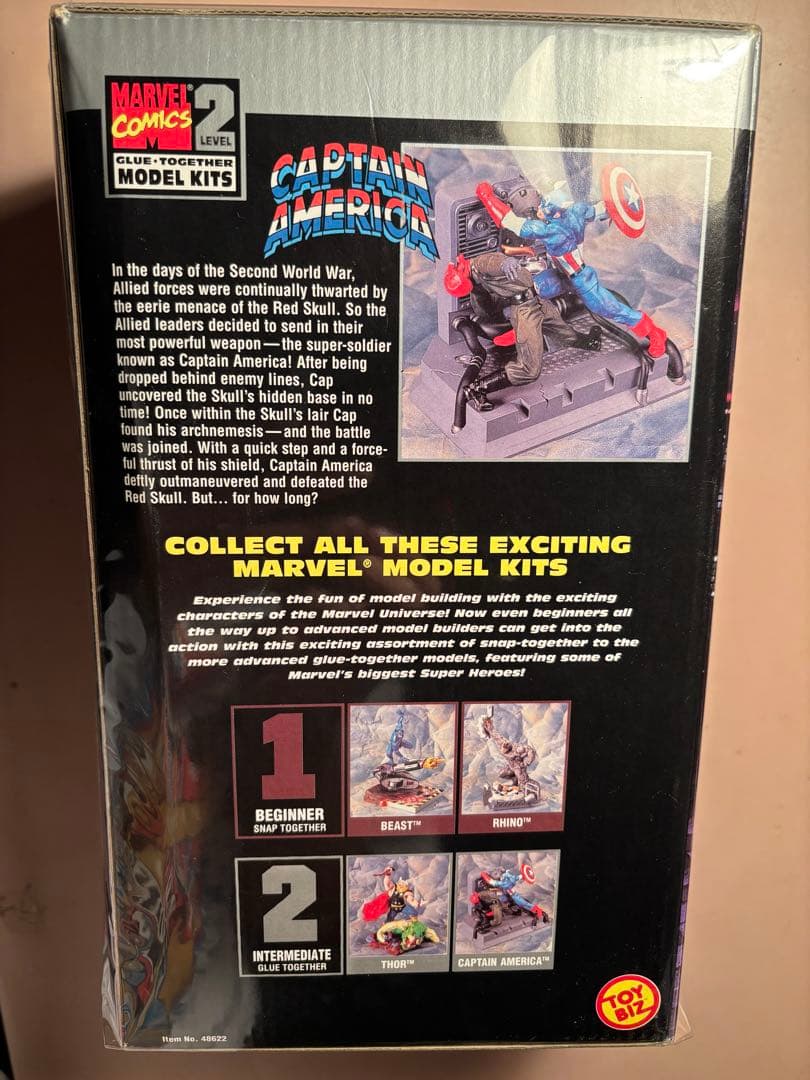 MARVEL®
COMICS
2
LEVEL
GLUE·TOGETHER
MODEL KITS
CAPTAIN
AMERICA
In the days of the Second World War,
Allied forces were continually thwarted by
the eerie menace of the Red Skull. So the
Allied leaders decided to send in their
most powerful weapon—the super-soldier
known as Captain America! After being
dropped behind enemy lines, Cap
uncovered the Skull's hidden base in no
time! Once within the Skull's lair Cap
found his archnemesis—and the battle
was joined. With a quick step and a force-
ful thrust of his shield, Captain America
deftly outmaneuvered and defeated the
Red Skull. But... for how long?
COLLECT ALL THESE EXCITING
MARVEL® MODEL KITS
Experience the fun of model building with the exciting
characters of the Marvel Universe! Now even beginners all
the way up to advanced model builders can get into the
action with this exciting assortment of snap-together to the
more advanced glue-together models, featuring some of
Marvel's biggest Super Heroes!
1
BEGINNER
SNAP TOGETHER
BEAST™
RHINO™
2
INTERMEDIATE
GLUE TOGETHER
THOR™
CAPTAIN AMERICA™
TOY
BIZ
Item No. 48622